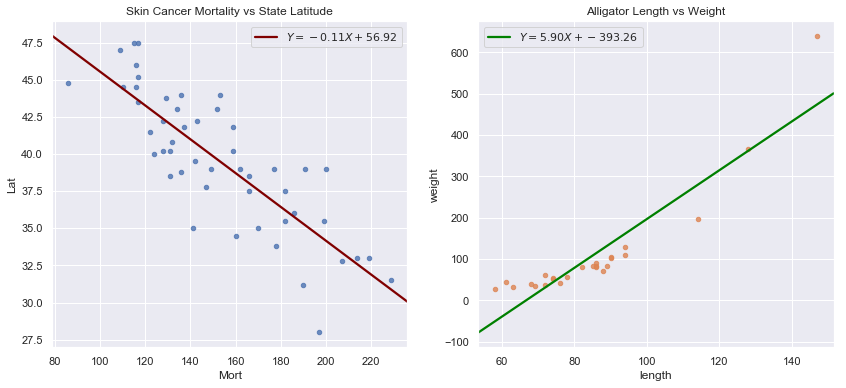 Skin Cancer Mortality vs State Latitude
Y = −0.11X + 56.92
47.5
45.0
42.5
40.0
37.5
35.0
32.5
30.0
27.5
Lat
80 100 120 140 160 180 200 220
Mort
Alligator Length vs Weight
Y = 5.90X + −393.26
600
500
400
300
200
100
0
−100
weight
60 80 100 120 140
length